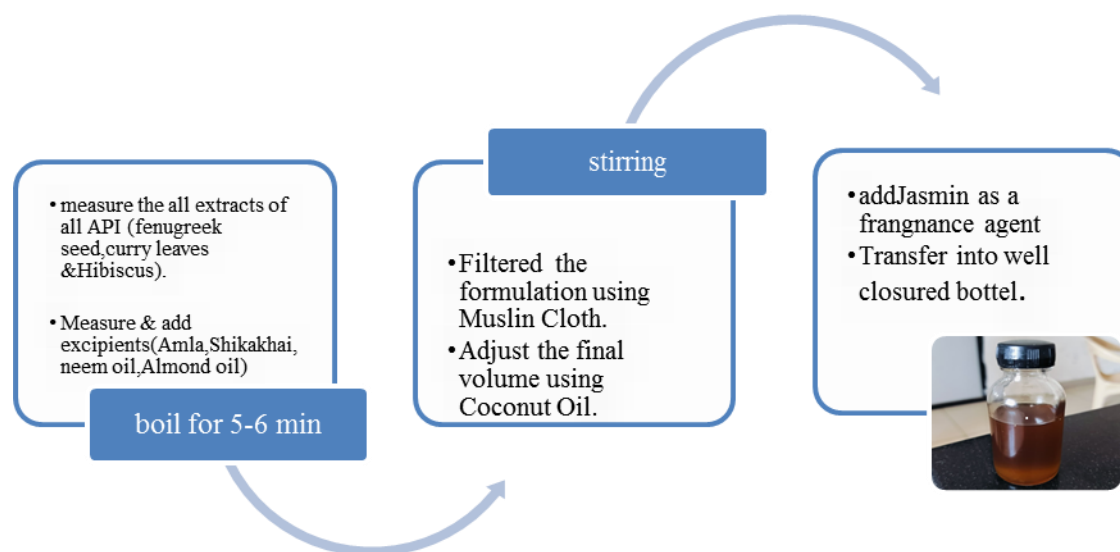 • measure the all extracts of
all API (fenugreek
seed,curry leaves
&Hibiscus).
• Measure & add
excipients(Amla,Shikakhai,
neem oil,Almond oil)
boil for 5-6 min
stirring
•Filtered the
formulation using
Muslin Cloth.
•Adjust the final
volume using
Coconut Oil.
•addJasmin as a
frangnance agent
•Transfer into well
closured bottel.